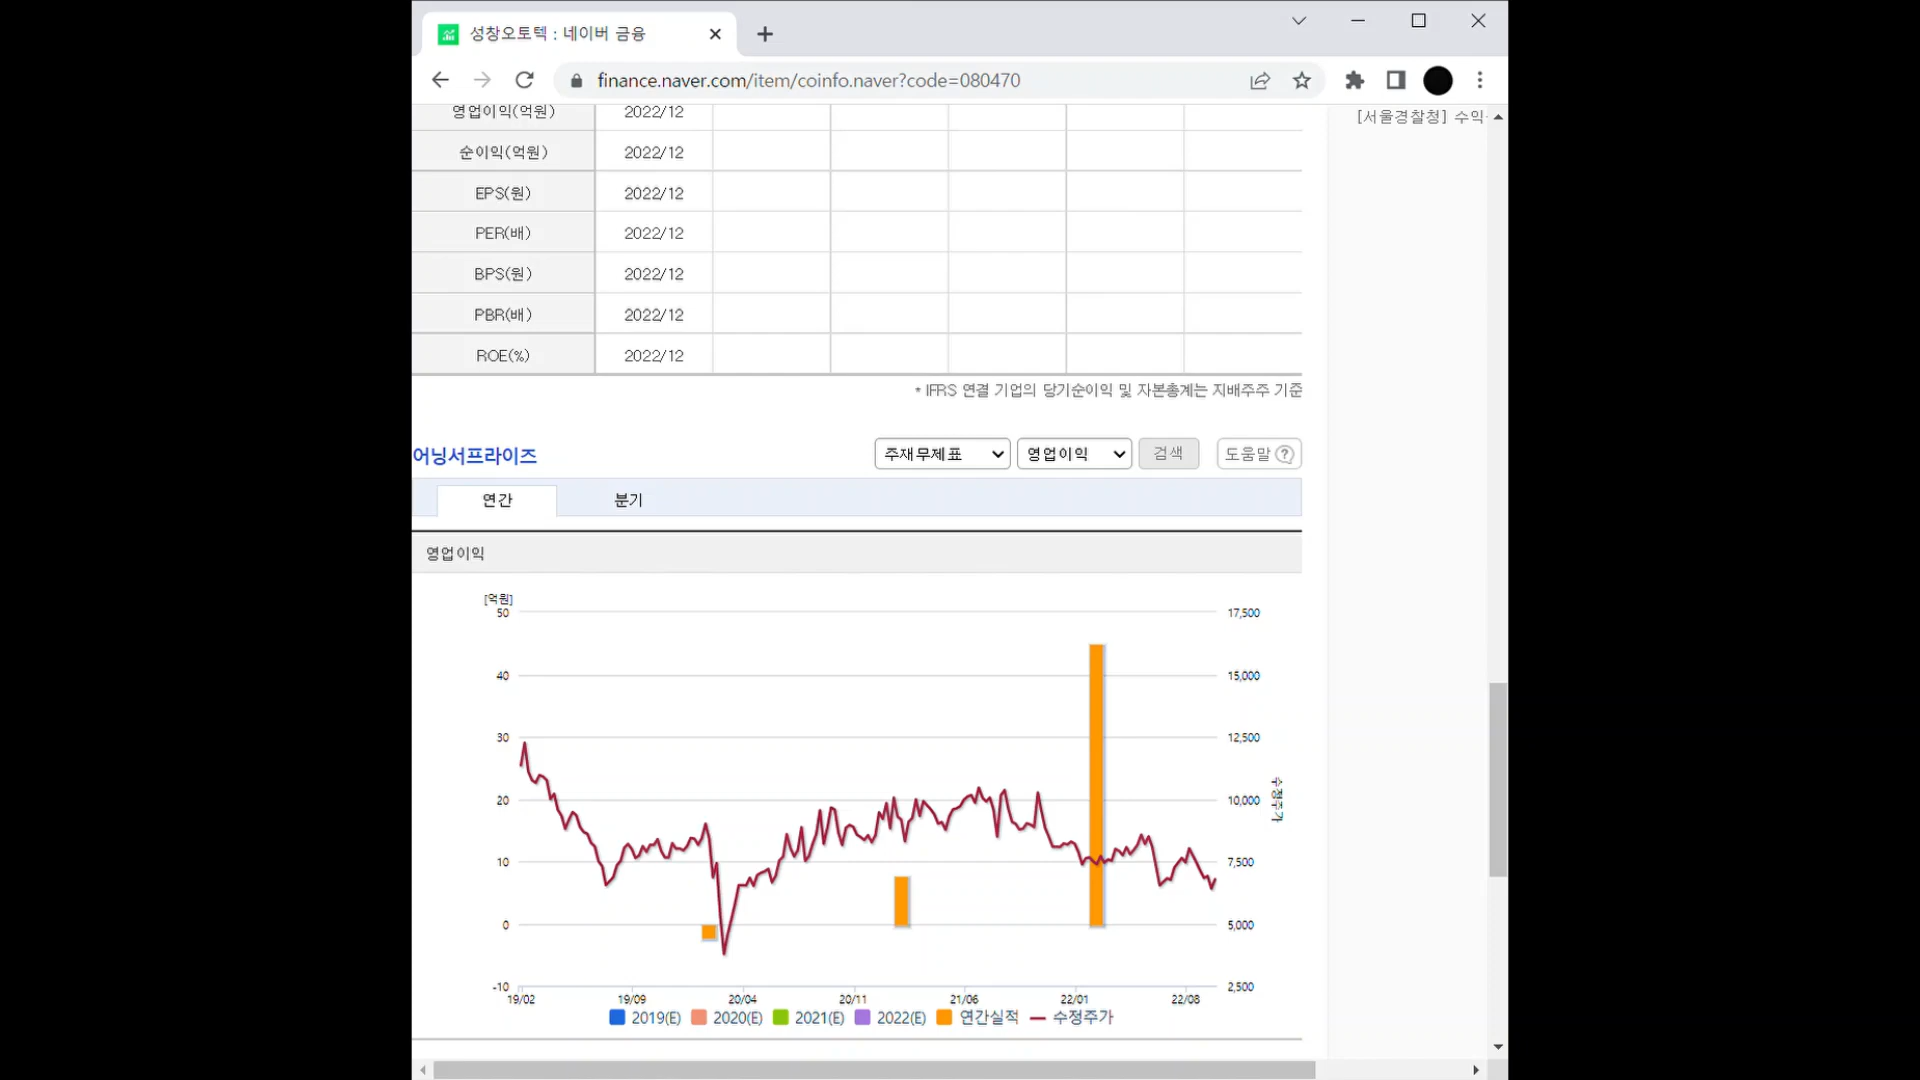 성창오토텍 : 네이버 금융
finance.naver.com/item/coinfo.naver?code=080470
영업이익(억원) 2022/12
[서울경찰청] 수익
순이익(억원) 2022/12
EPS(원) 2022/12
PER(배) 2022/12
BPS(원) 2022/12
PBR(배) 2022/12
ROE(%) 2022/12
* IFRS 연결 기업의 당기순이익 및 자본총계는 지배주주 기준
어닝서프라이즈 주재무제표 영업이익 검색 도움말 ?
연간 분기
영업이익
[억원]
50 17,500
40 15,000
30 12,500
20 10,000
수정주가
10 7,500
0 5,000
-10 2,500
19/02 19/09 20/04 20/11 21/06 22/01 22/08
2019(E) 2020(E) 2021(E) 2022(E) 연간실적 수정주가